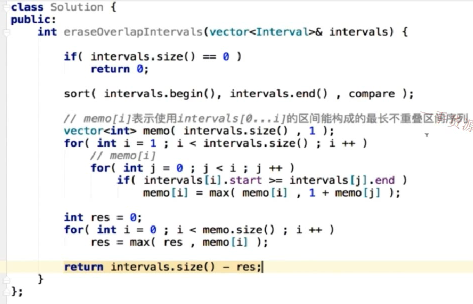 class Solution {
public:
int eraseOverlapIntervals(vector<Interval>& intervals) {
if( intervals.size() == 0 )
return 0;
sort( intervals.begin(), intervals.end() , compare );
// memo[i]表示使用intervals[0...i]的区间能构成的最长不重叠区间序列
vector<int> memo( intervals.size() , 1 );
for( int i = 1 ; i < intervals.size() ; i ++ )
// memo[i]
for( int j = 0 ; j < i ; j ++ )
if( intervals[i].start >= intervals[j].end )
memo[i] = max( memo[i] , 1 + memo[j] );
int res = 0;
for( int i = 0 ; i < memo.size() ; i ++ )
res = max( res , memo[i] );
return intervals.size() - res;
}
};